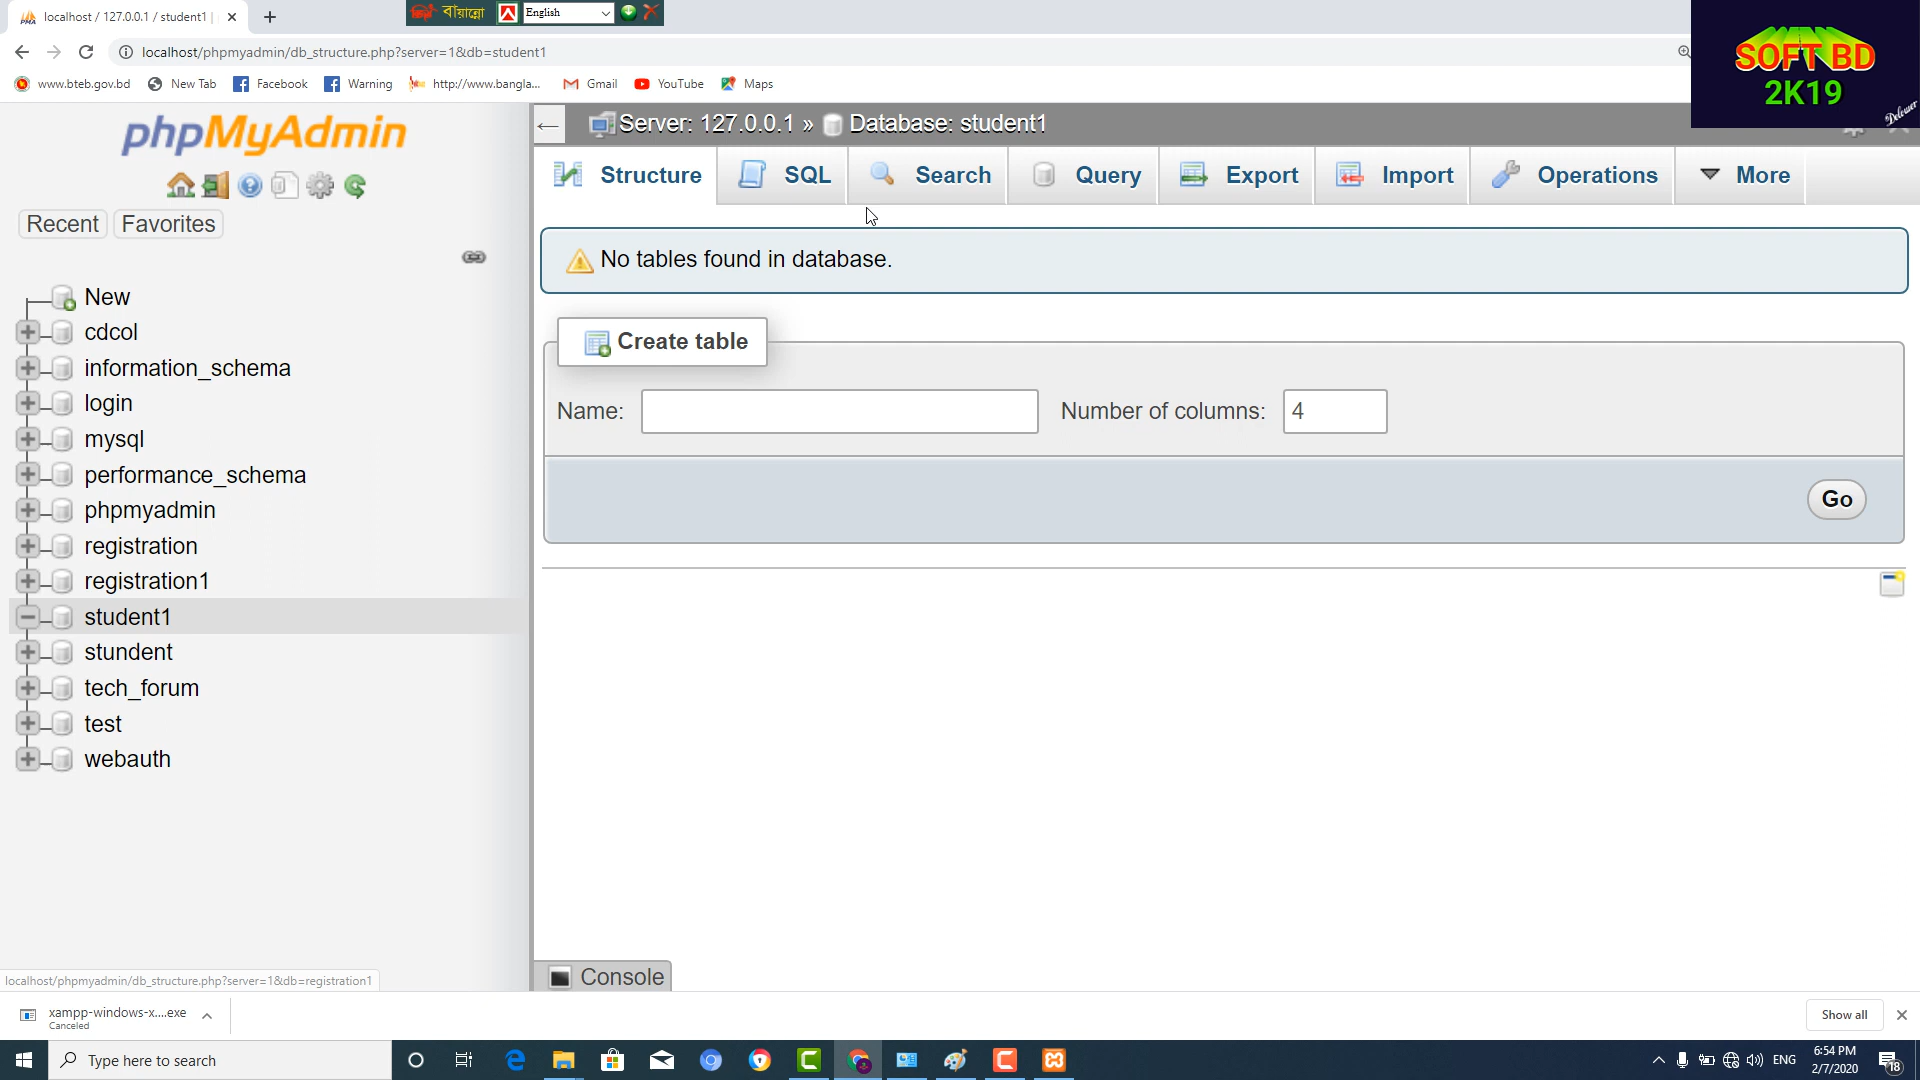 localhost / 127.0.0.1 / student1 |
বাঁয়ান্নো
English
localhost/phpmyadmin/db_structure.php?server=1&db=student1
www.bteb.gov.bd
New Tab
Facebook
Warning
http://www.bangla...
Gmail
YouTube
Maps
SOFT BD
2K19
Delower
phpMyAdmin
Recent
Favorites
New
cdcol
information_schema
login
mysql
performance_schema
phpmyadmin
registration
registration1
student1
stundent
tech_forum
test
webauth
Server: 127.0.0.1 » Database: student1
Structure
SQL
Search
Query
Export
Import
Operations
More
No tables found in database.
Create table
Name:
Number of columns: 4
Go
Console
localhost/phpmyadmin/db_structure.php?server=1&db=registration1
xampp-windows-x....exe
Canceled
Show all
Type here to search
ENG
6:54 PM
2/7/2020
18